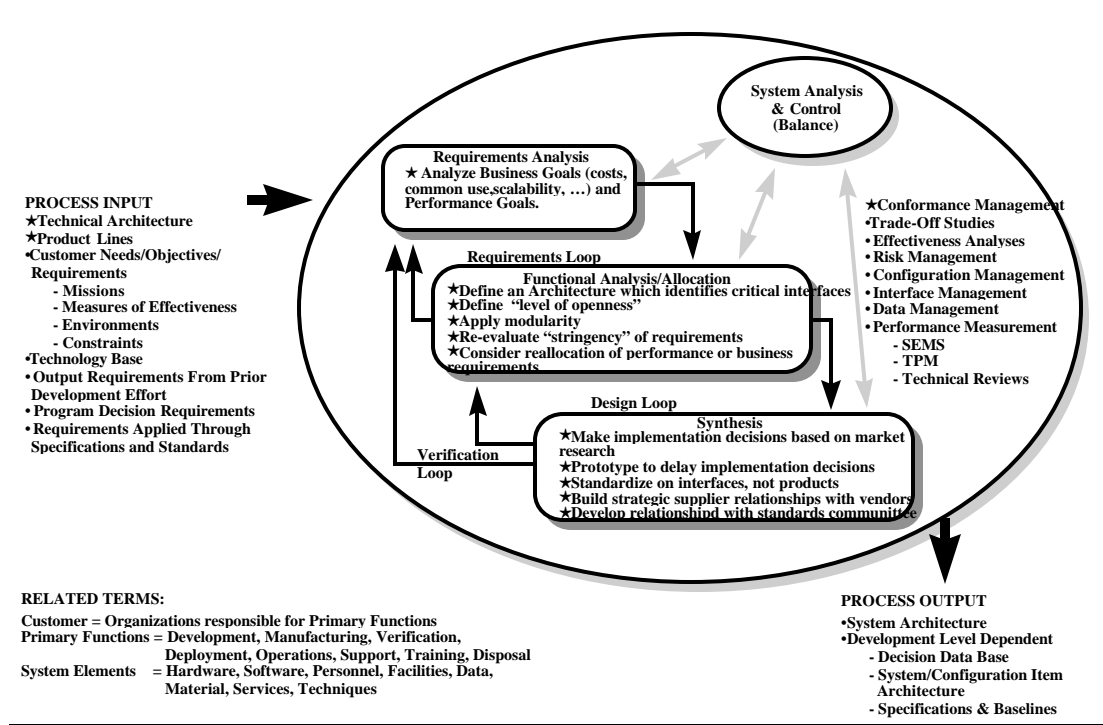 System Analysis
& Control
(Balance)
Requirements Analysis
★ Analyze Business Goals (costs,
common use,scalability, …) and
Performance Goals.
PROCESS INPUT
★Technical Architecture
★Product Lines
•Customer Needs/Objectives/
Requirements
- Missions
- Measures of Effectiveness
- Environments
- Constraints
•Technology Base
• Output Requirements From Prior
Development Effort
• Program Decision Requirements
• Requirements Applied Through
Specifications and Standards
★Conformance Management
•Trade-Off Studies
• Effectiveness Analyses
• Risk Management
• Configuration Management
• Interface Management
• Data Management
• Performance Measurement
- SEMS
- TPM
- Technical Reviews
Requirements Loop
Functional Analysis/Allocation
★Define an Architecture which identifies critical interfaces
★Define “level of openness”
★Apply modularity
★Re-evaluate “stringency” of requirements
★Consider reallocation of performance or business
requirements
Design Loop
Synthesis
★Make implementation decisions based on market
research
★Prototype to delay implementation decisions
★Standardize on interfaces, not products
★Build strategic supplier relationships with vendors
★Develop relationshipd with standards communittee
Verification
Loop
RELATED TERMS:
Customer = Organizations responsible for Primary Functions
Primary Functions = Development, Manufacturing, Verification,
Deployment, Operations, Support, Training, Disposal
System Elements = Hardware, Software, Personnel, Facilities, Data,
Material, Services, Techniques
PROCESS OUTPUT
•System Architecture
•Development Level Dependent
- Decision Data Base
- System/Configuration Item
Architecture
- Specifications & Baselines